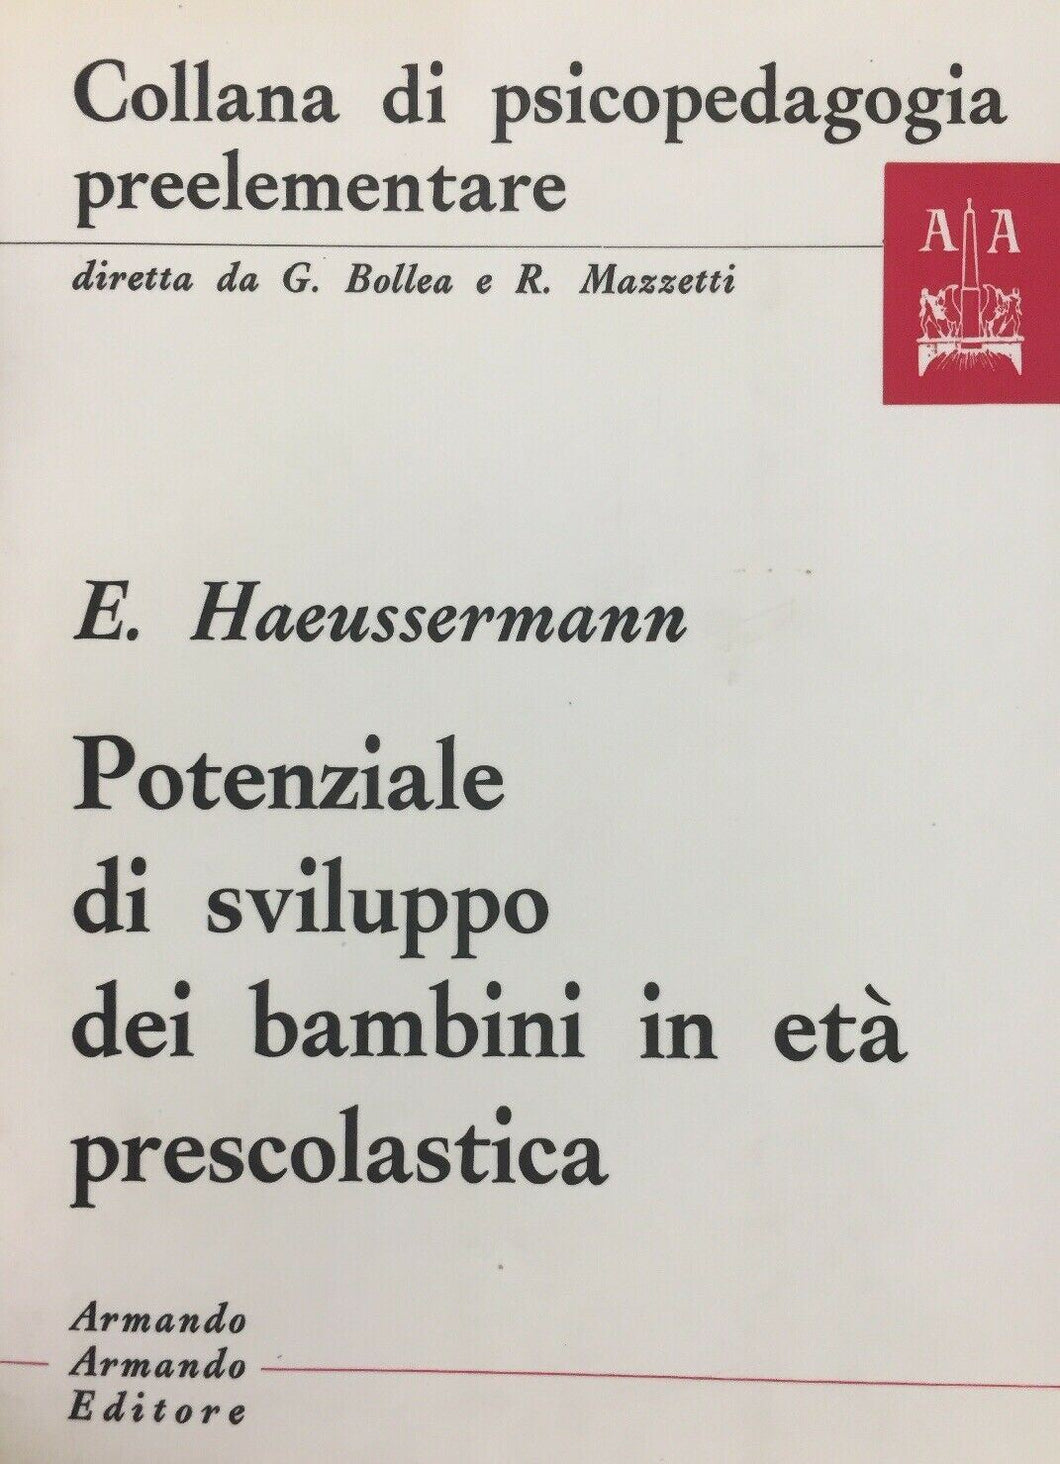 Collana di psicopedagogia
preelementare
diretta da G. Bollea e R. Mazzetti
A A
E. Haeussermann
Potenziale
di sviluppo
dei bambini in età
prescolastica
Armando
Armando
Editore